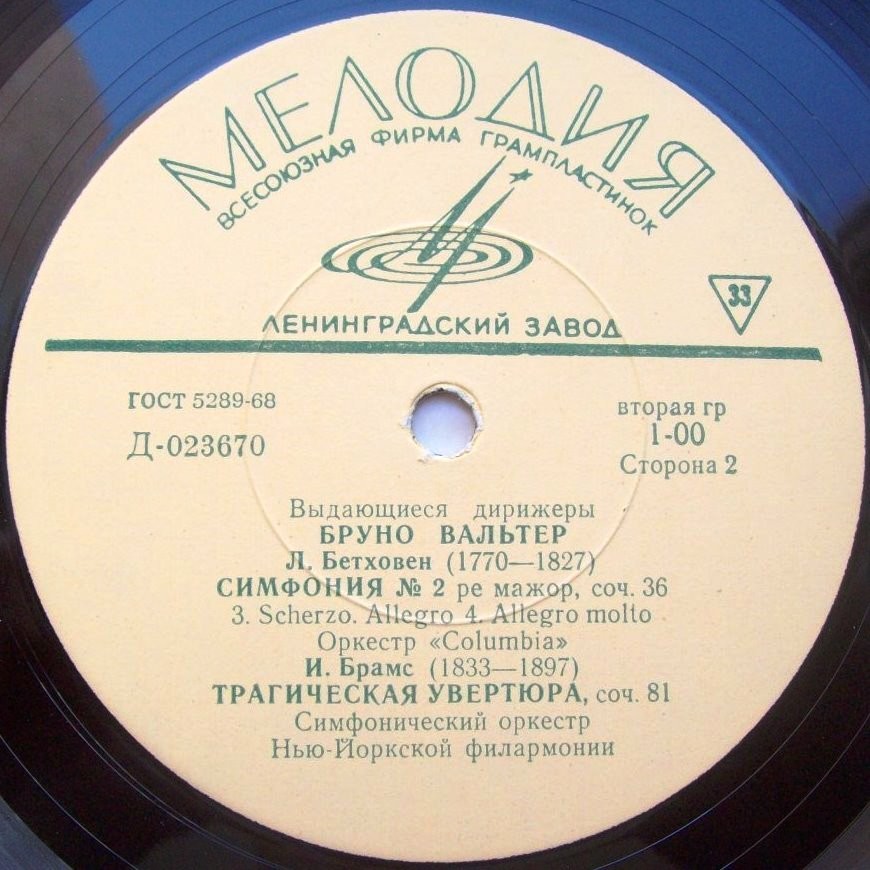 МЕЛОДИЯ
ВСЕСОЮЗНАЯ ФИРМА ГРАМПЛАСТИНОК
33
ЛЕНИНГРАДСКИЙ ЗАВОД
ГОСТ 5289-68
Д-023670
вторая гр
1-00
Сторона 2
Выдающиеся дирижеры
БРУНО ВАЛЬТЕР
Л. Бетховен (1770—1827)
СИМФОНИЯ № 2 ре мажор, соч. 36
3. Scherzo. Allegro 4. Allegro molto
Оркестр «Columbia»
И. Брамс (1833—1897)
ТРАГИЧЕСКАЯ УВЕРТЮРА, соч. 81
Симфонический оркестр
Нью-Йоркской филармонии